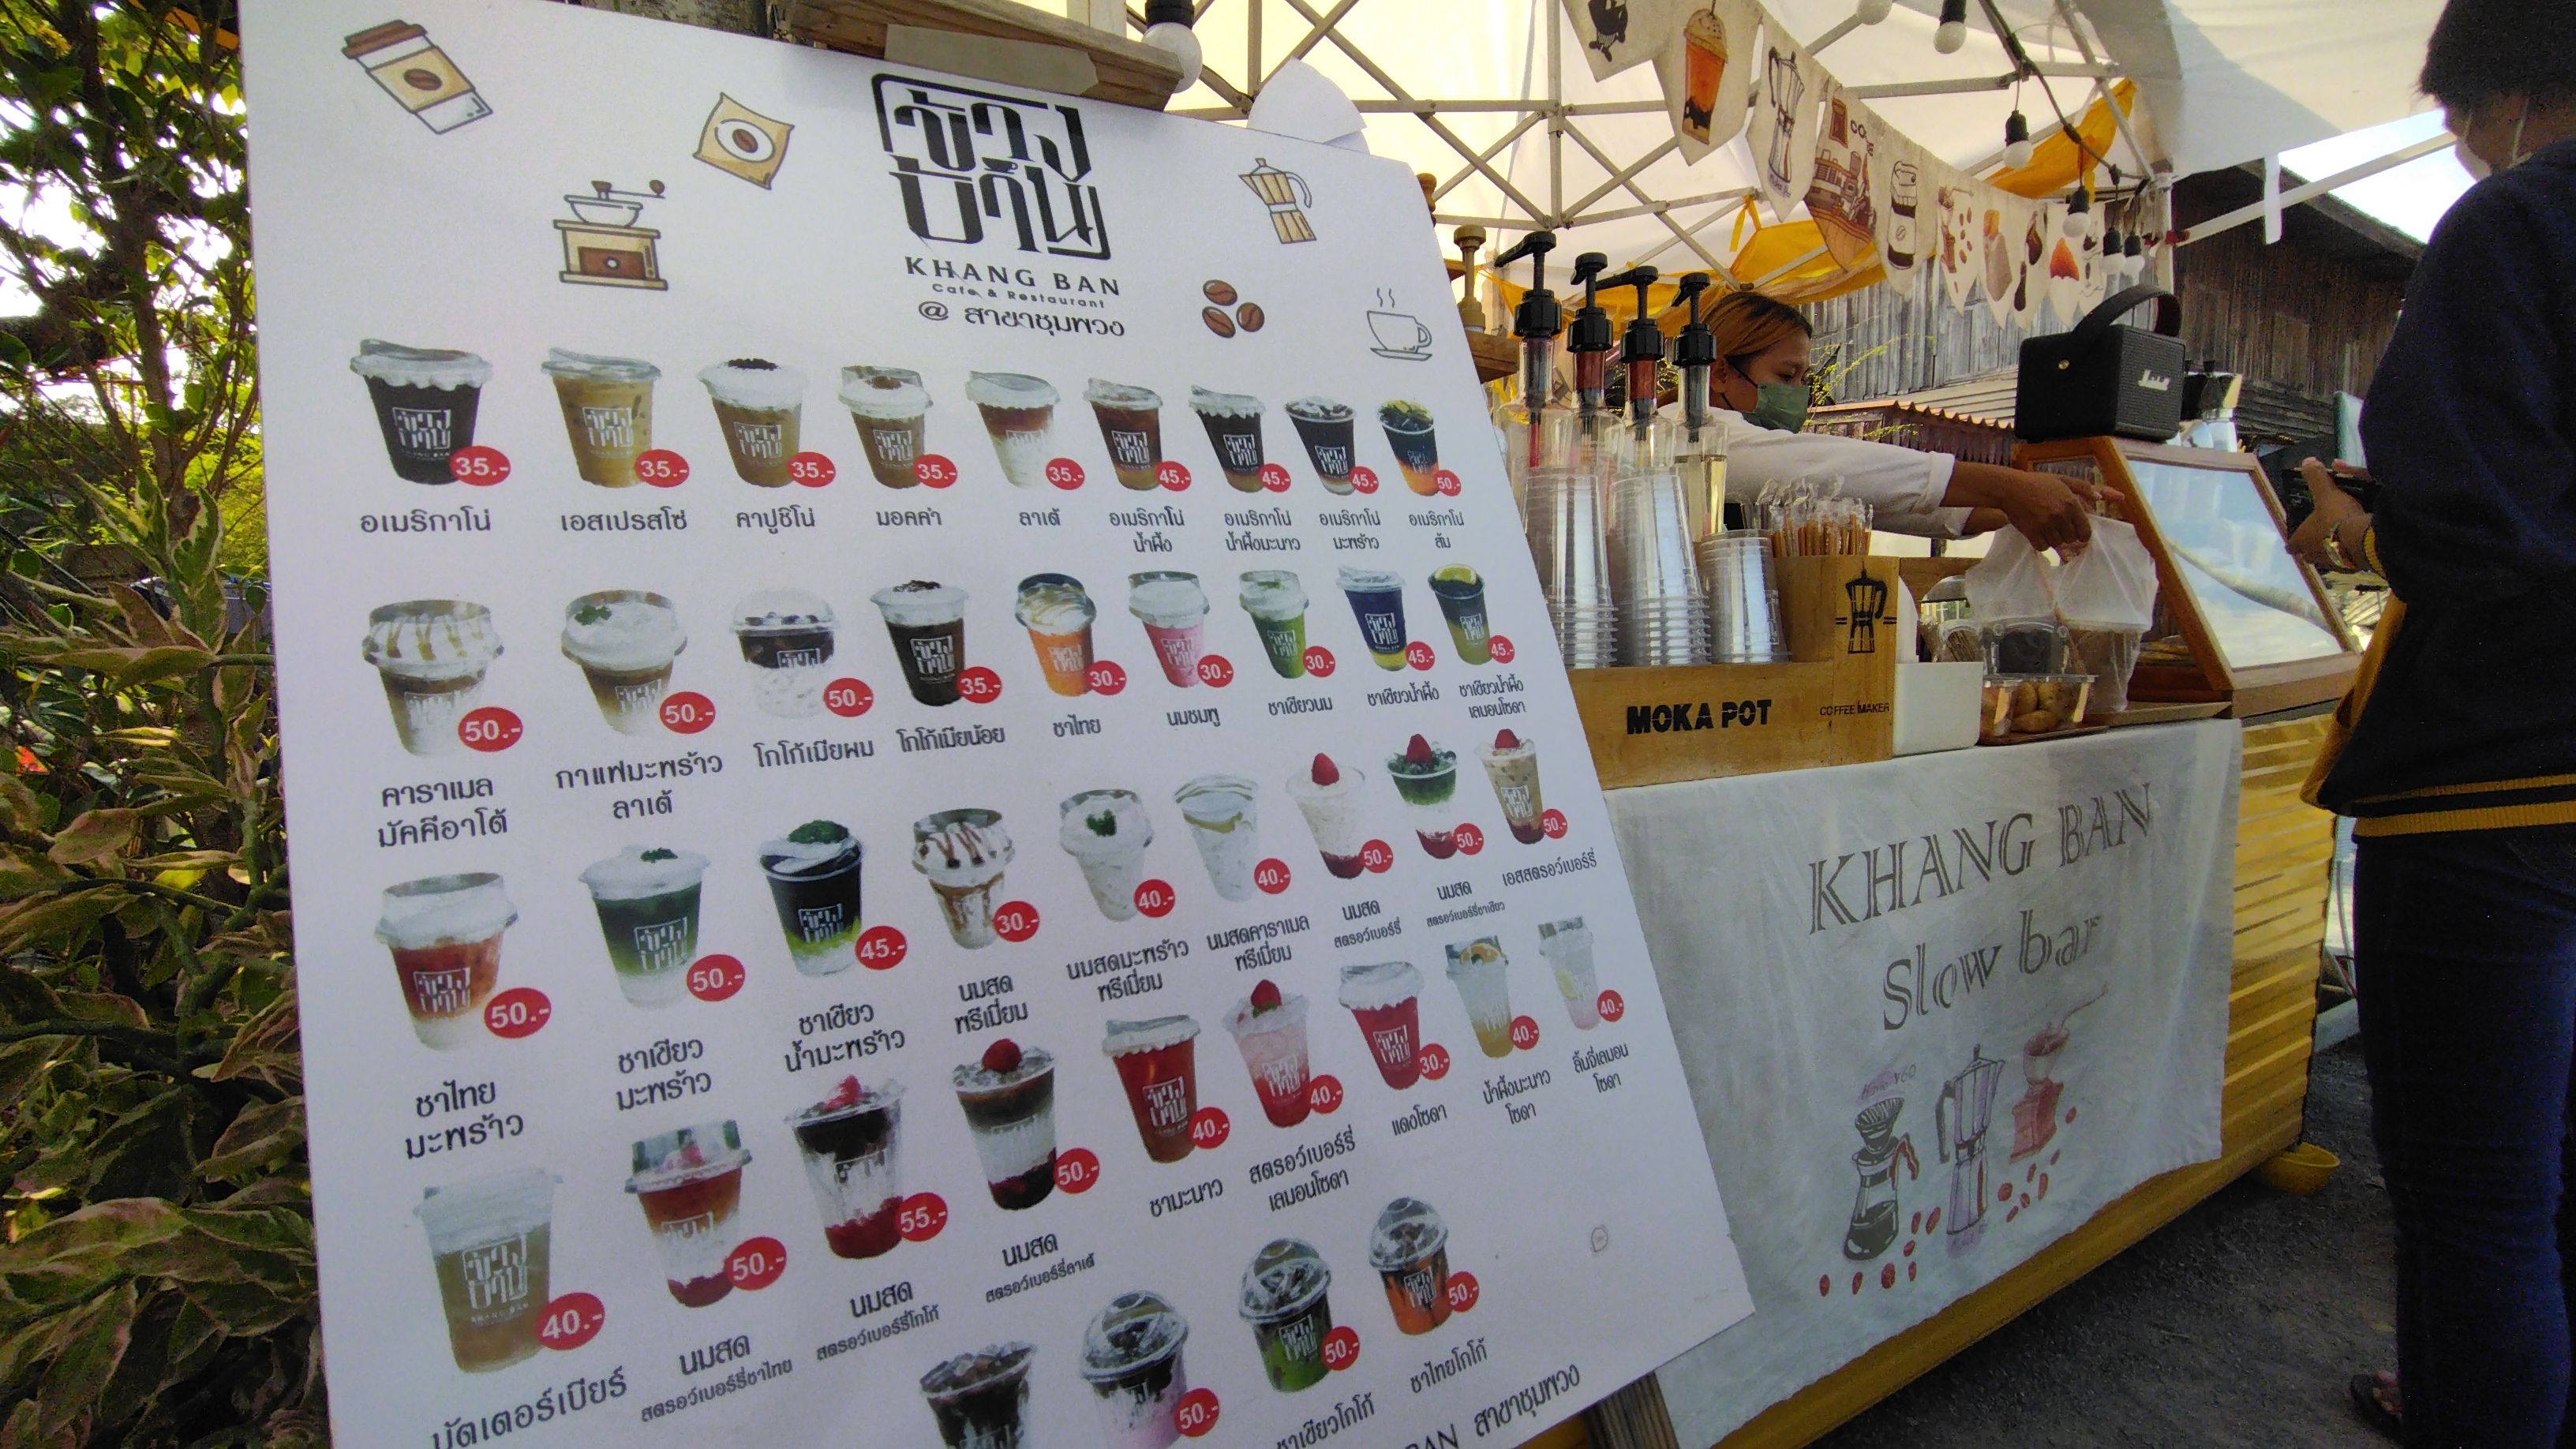 ข้างบ้าน
KHANG BAN
Cafe & Restaurant
@ สาขาชุมพวง
35.- 35.- 35.- 35.- 35.- 45.- 45.- 45.- 50.-
อเมริกาโน่ เอสเปรสโซ่ คาปูชิโน่ มอคค่า ลาเต้ อเมริกาโน่ อเมริกาโน่ อเมริกาโน่ อเมริกาโน่
น้ำผึ้ง น้ำผึ้งมะนาว มะพร้าว ส้ม
50.- 50.- 50.- 35.- 30.- 30.- 30.- 45.- 45.-
คาราเมล กาแฟมะพร้าว โกโก้เมียผม โกโก้เมียน้อย ชาไทย นมชมพู ชาเขียวนม ชาเขียวน้ำผึ้ง ชาเขียวน้ำผึ้ง
มัคคีอาโต้ ลาเต้ เลมอนโซดา
50.- 50.- 45.- 30.- 40.- 40.- 50.- 50.- 50.-
ชาไทย ชาเขียว ชาเขียว นมสด นมสดมะพร้าว นมสดคาราเมล นมสด นมสด เอสสตรอว์เบอร์รี่
มะพร้าว มะพร้าว น้ำมะพร้าว พรีเมี่ยม พรีเมี่ยม พรีเมี่ยม สตรอว์เบอร์รี่ สตรอว์เบอร์รี่ชาเขียว
40.- 50.- 55.- 50.- 40.- 40.- 30.- 40.- 40.-
มัตเตอร์เบียร์ นมสด นมสด นมสด ชามะนาว สตรอว์เบอร์รี่ แดงโซดา น้ำผึ้งมะนาว ลิ้นจี่เลมอน
สตรอว์เบอร์รี่ชาไทย สตรอว์เบอร์รี่โกโก้ สตรอว์เบอร์รี่ลาเต้ เลมอนโซดา โซดา โซดา
50.- 50.- 50.-
ชาเขียวโกโก้ ชาไทยโกโก้
BAN สาขาชุมพวง
MOKA POT
COFFEE MAKER
KHANG BAN
Slow bar
V60